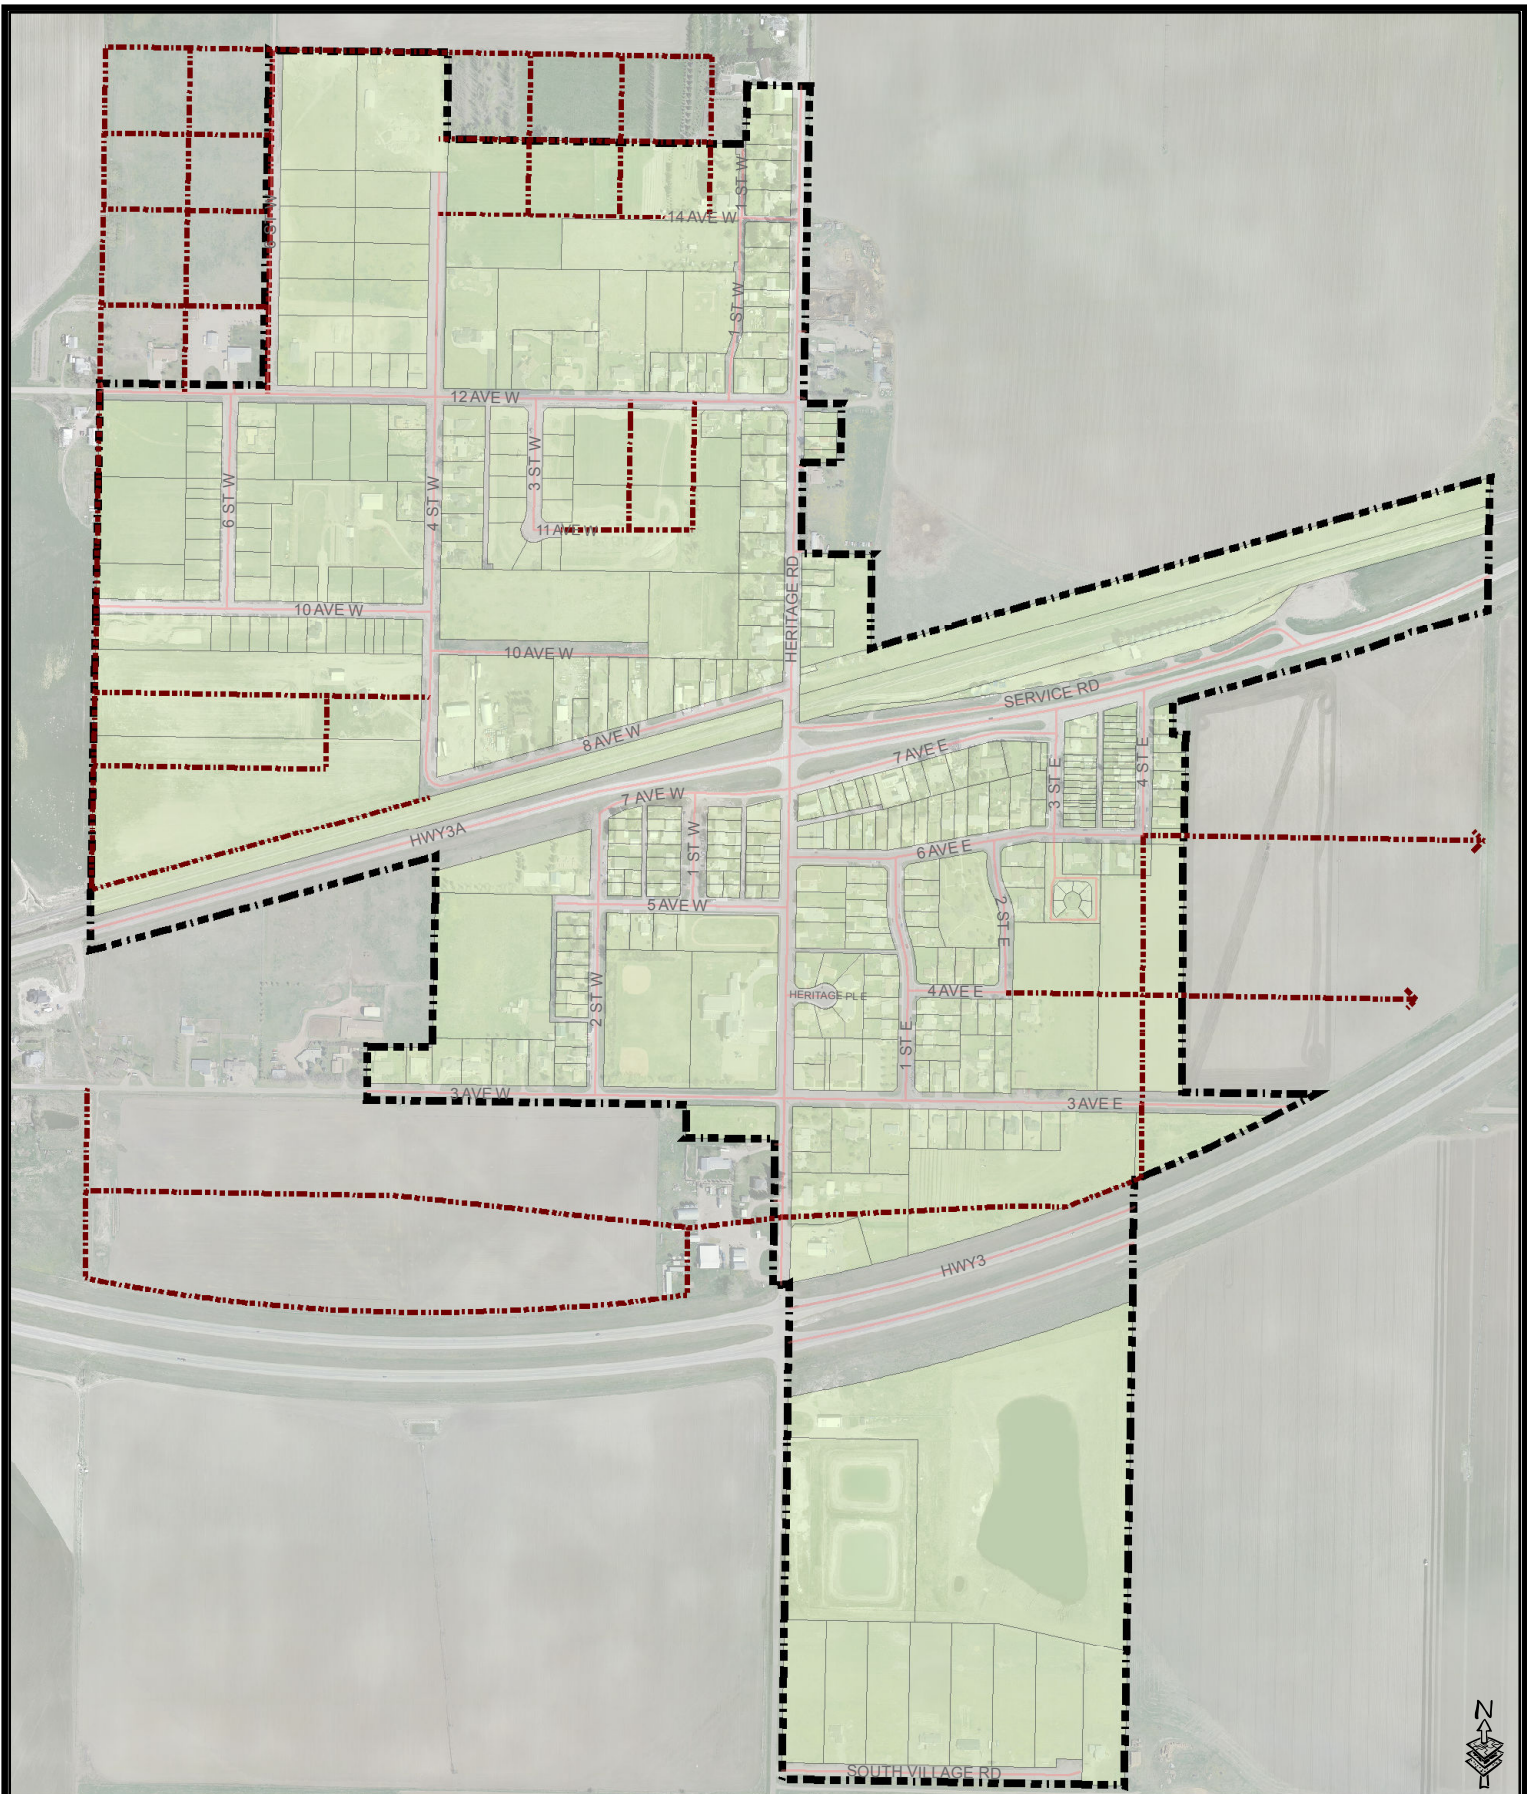 1 ST W
5 ST W
14 AVE W
1 ST W
12 AVE W
3 ST W
6 ST W
4 ST W
11 AVE W
HERITAGE RD
10 AVE W
10 AVE W
SERVICE RD
8 AVE W
7 AVE E
4 ST E
3 ST E
7 AVE W
HWY3A
1 ST W
6 AVE E
5 AVE W
2 ST E
HERITAGE PL E
4 AVE E
2 ST W
1 ST E
3 AVE W
3 AVE E
HWY3
N
SOUTH VILLAGE RD